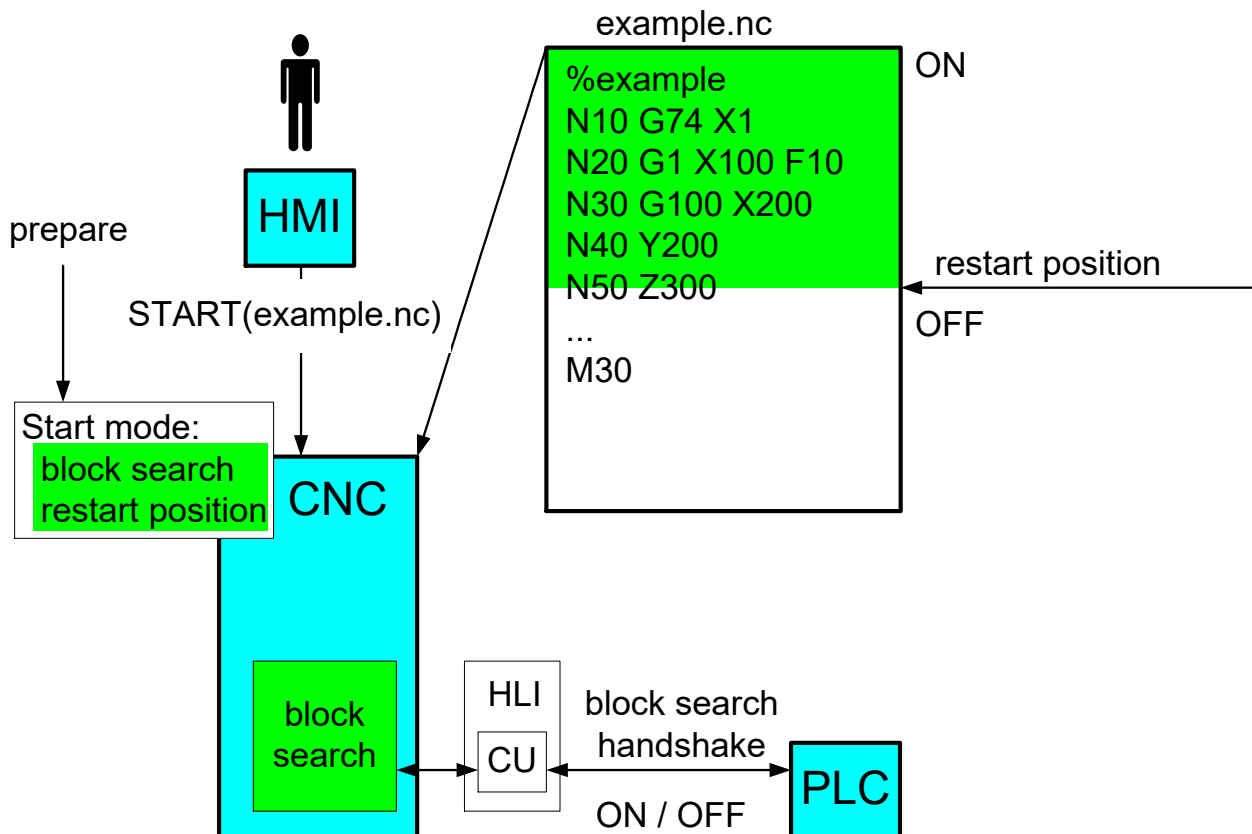 example.nc
ON
%example
N10 G74 X1
N20 G1 X100 F10
N30 G100 X200
N40 Y200
N50 Z300
...
M30
restart position
OFF
HMI
prepare
START(example.nc)
Start mode:
block search
restart position
CNC
block
search
HLI
CU
block search
handshake
ON / OFF
PLC